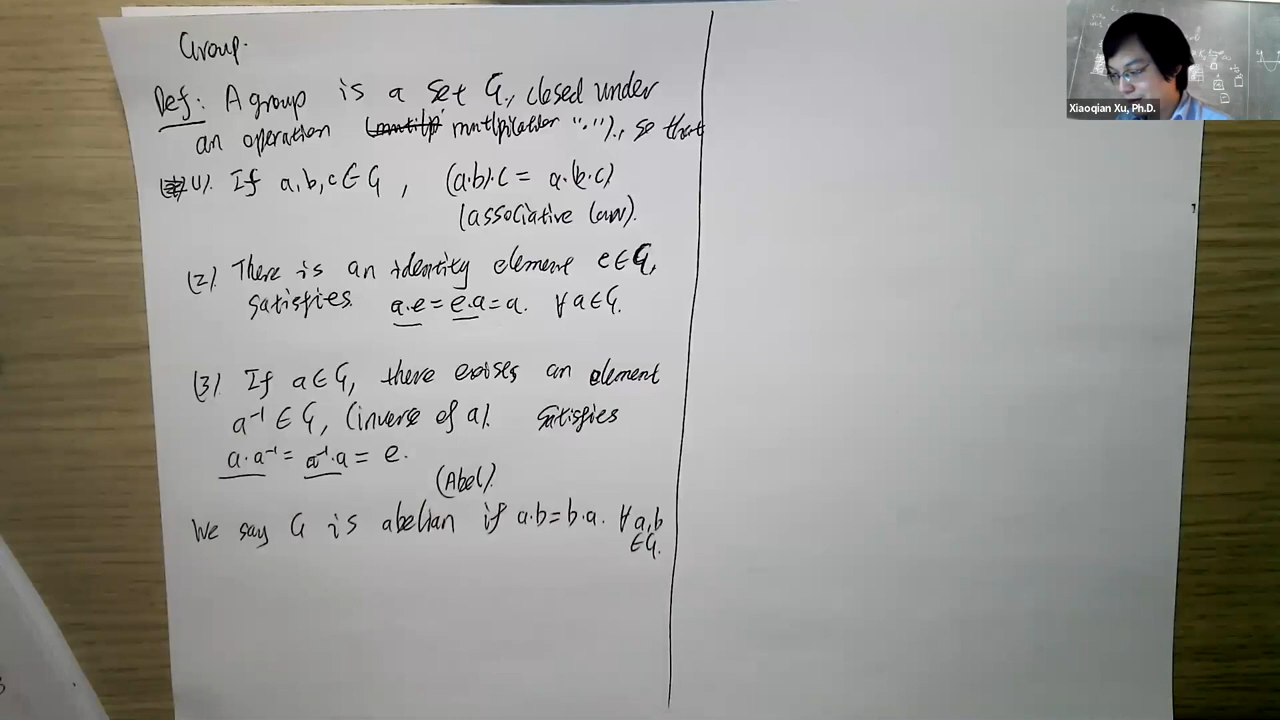 Group.
Def: A group is a set G, closed under
an operation (multip multiplication "·"), so that
(1). If a,b,c∈G, (a·b)·c = a·(b·c)
(associative law).
(2). There is an identity element e∈G,
satisfies a·e = e·a = a. ∀a∈G.
(3). If a∈G, there exises an element
a⁻¹∈G, (inverse of a). satisfies
a·a⁻¹ = a⁻¹·a = e.
(Abel).
We say G is abelian if a·b=b·a. ∀a,b
∈G.
Xiaoqian Xu, Ph.D.